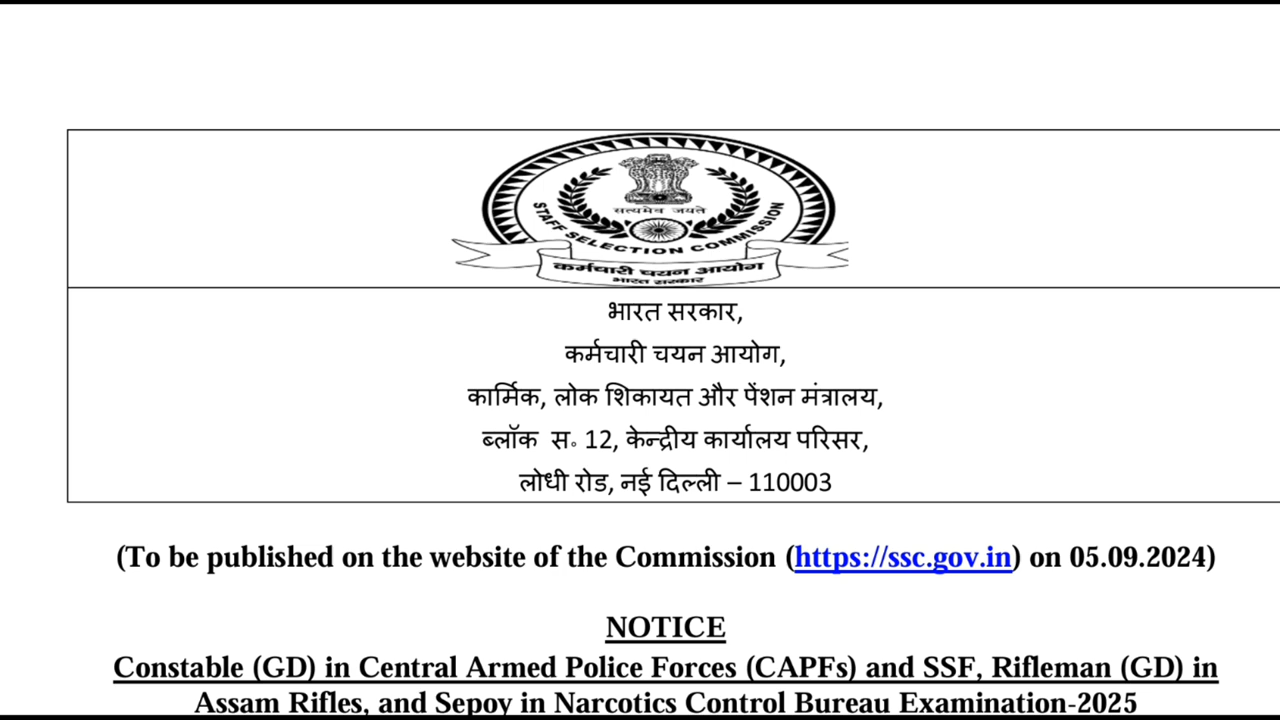 सत्यमेव जयते
STAFF SELECTION COMMISSION
कर्मचारी चयन आयोग
भारत सरकार
भारत सरकार,
कर्मचारी चयन आयोग,
कार्मिक, लोक शिकायत और पेंशन मंत्रालय,
ब्लॉक स॰ 12, केन्द्रीय कार्यालय परिसर,
लोधी रोड, नई दिल्ली – 110003
(To be published on the website of the Commission (https://ssc.gov.in) on 05.09.2024)
NOTICE
Constable (GD) in Central Armed Police Forces (CAPFs) and SSF, Rifleman (GD) in
Assam Rifles, and Sepoy in Narcotics Control Bureau Examination-2025